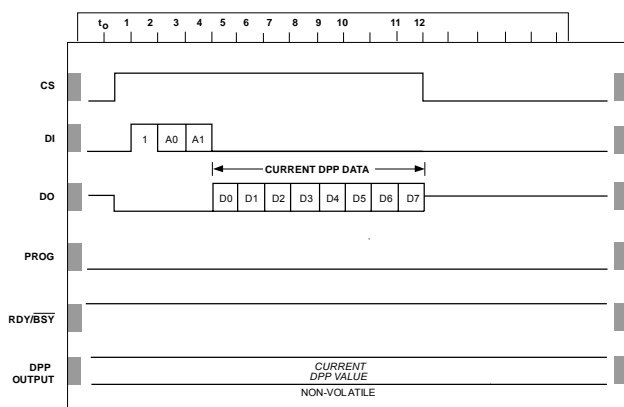 to 1 2 3 4 5 6 7 8 9 10 11 12
CS
DI
1 A0 A1
CURRENT DPP DATA
DO
D0 D1 D2 D3 D4 D5 D6 D7
PROG
RDY/BSY
DPP
OUTPUT
CURRENT
DPP VALUE
NON-VOLATILE